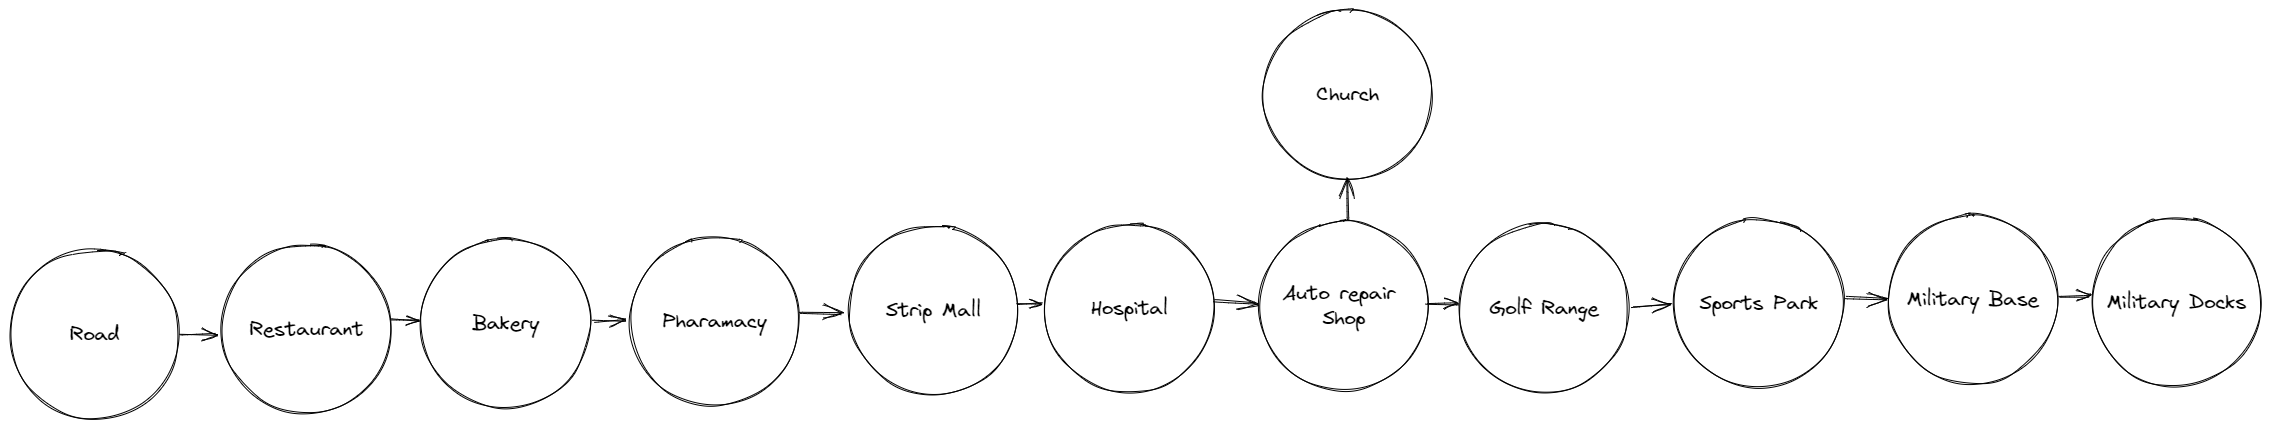 Church
Road
Restaurant
Bakery
Pharamacy
Strip Mall
Hospital
Auto repair
Shop
Golf Range
Sports Park
Military Base
Military Docks